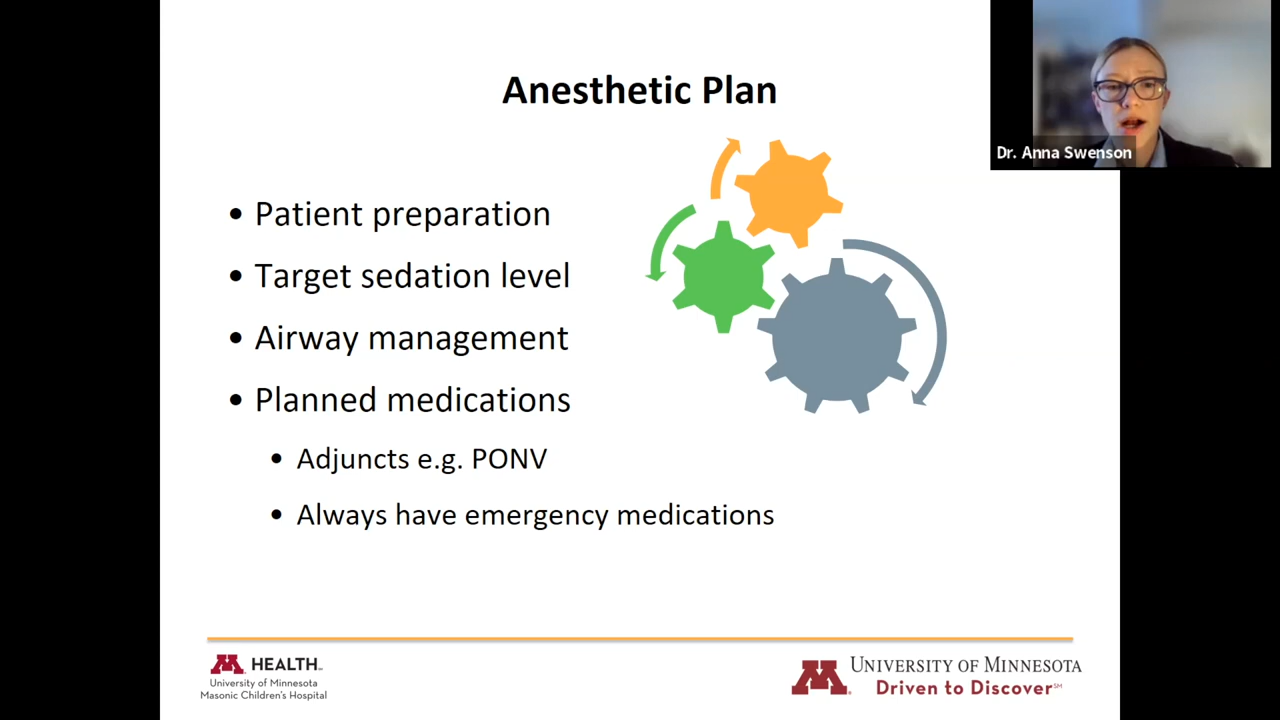 Anesthetic Plan
Dr. Anna Swenson
• Patient preparation
• Target sedation level
• Airway management
• Planned medications
• Adjuncts e.g. PONV
• Always have emergency medications
M HEALTH™
University of Minnesota
Masonic Children's Hospital
M® UNIVERSITY OF MINNESOTA
Driven to Discover℠